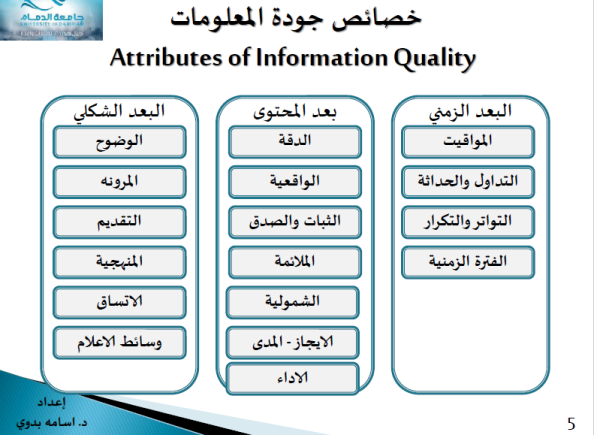 جامعة الدمام
خصائص جودة المعلومات
Attributes of Information Quality
البعد الزمني
المواقيت
التداول والحداثة
التواتر والتكرار
الفترة الزمنية
بعد المحتوى
الدقة
الواقعية
الثبات والصدق
الملائمة
الشمولية
الايجاز - المدى
الاداء
البعد الشكلي
الوضوح
المرونه
التقديم
المنهجية
الاتساق
وسائط الاعلام
إعداد
د. اسامه بدوي
5